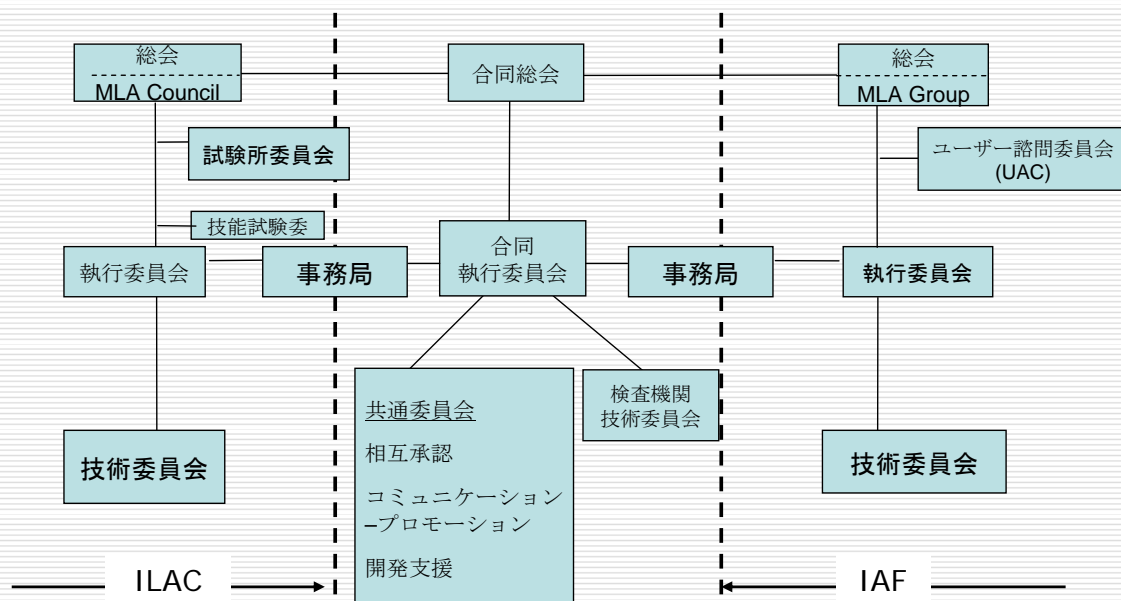 総会
MLA Council
合同総会
総会
MLA Group
試験所委員会
ユーザー諮問委員会
(UAC)
技能試験委
執行委員会
事務局
合同
執行委員会
事務局
執行委員会
共通委員会
相互承認
コミュニケーション
–プロモーション
開発支援
検査機関
技術委員会
技術委員会
技術委員会
ILAC
IAF